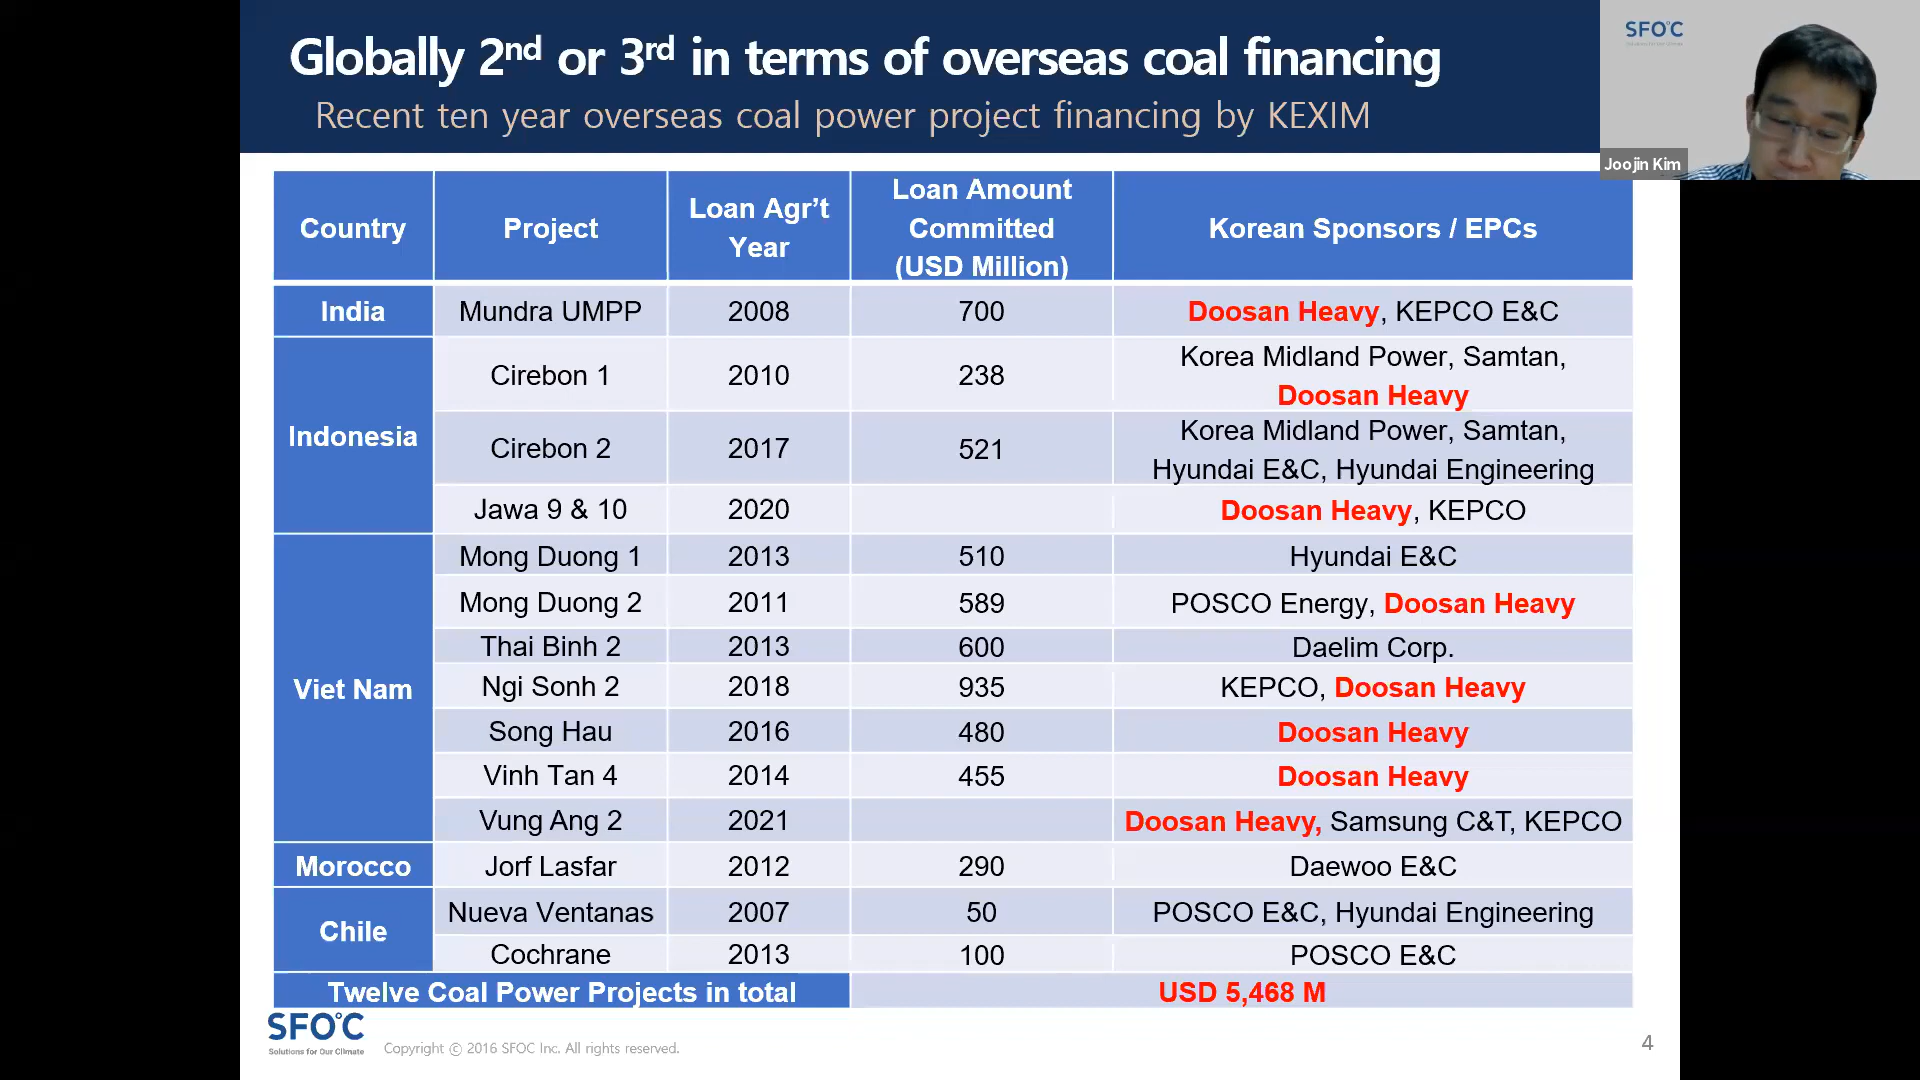 Globally 2nd or 3rd in terms of overseas coal financing
Recent ten year overseas coal power project financing by KEXIM
SFOC
Joojin Kim
Country
Project
Loan Agr't
Year
Loan Amount
Committed
(USD Million)
Korean Sponsors / EPCs
India
Mundra UMPP
2008
700
Doosan Heavy, KEPCO E&C
Indonesia
Cirebon 1
2010
238
Korea Midland Power, Samtan,
Doosan Heavy
Cirebon 2
2017
521
Korea Midland Power, Samtan,
Hyundai E&C, Hyundai Engineering
Jawa 9 & 10
2020
Doosan Heavy, KEPCO
Viet Nam
Mong Duong 1
2013
510
Hyundai E&C
Mong Duong 2
2011
589
POSCO Energy, Doosan Heavy
Thai Binh 2
2013
600
Daelim Corp.
Ngi Sonh 2
2018
935
KEPCO, Doosan Heavy
Song Hau
2016
480
Doosan Heavy
Vinh Tan 4
2014
455
Doosan Heavy
Vung Ang 2
2021
Doosan Heavy, Samsung C&T, KEPCO
Morocco
Jorf Lasfar
2012
290
Daewoo E&C
Chile
Nueva Ventanas
2007
50
POSCO E&C, Hyundai Engineering
Cochrane
2013
100
POSCO E&C
Twelve Coal Power Projects in total
USD 5,468 M
SFOC
Solutions for Our Climate
Copyright © 2016 SFOC Inc. All rights reserved.
4